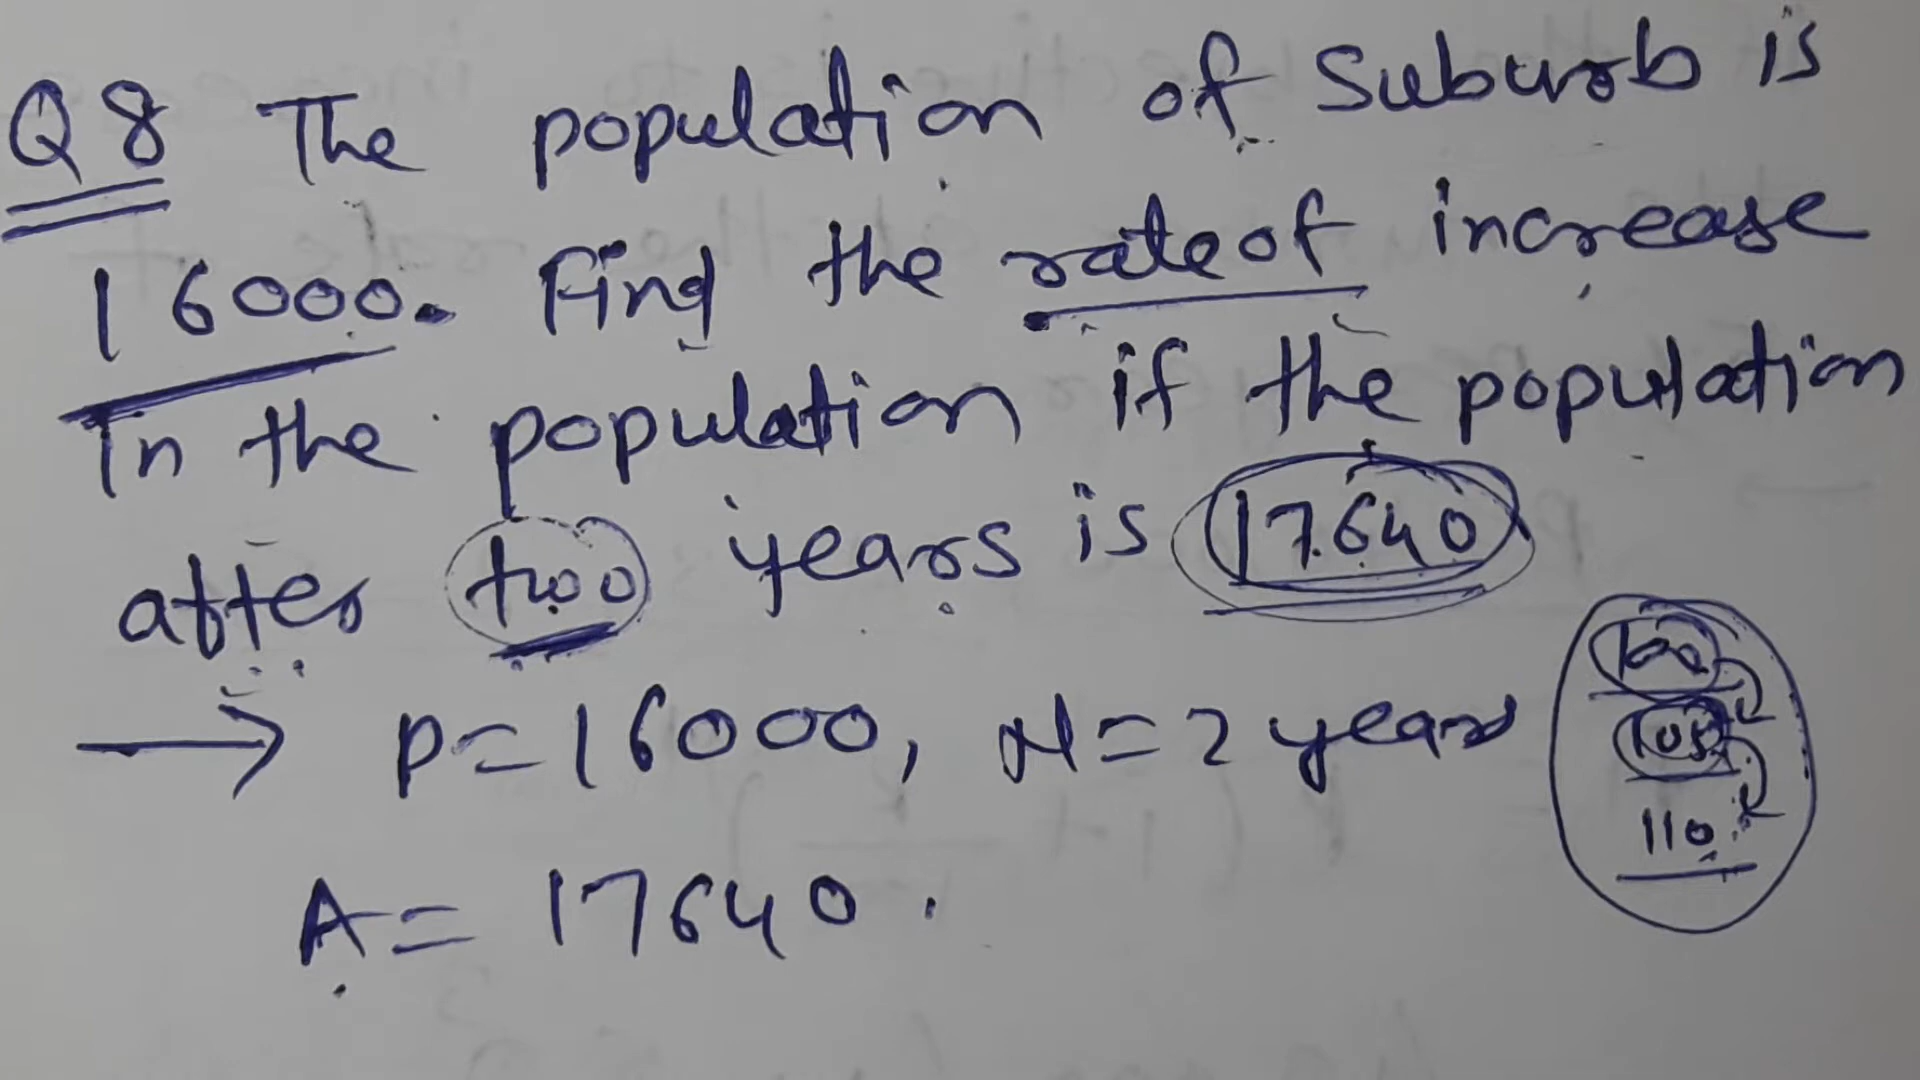 Q8 The population of Suburb is
16000. Find the rate of increase
In the population if the population
after two years is 17640
→ P=16000, N=2 years
A= 17640.
100
105
110